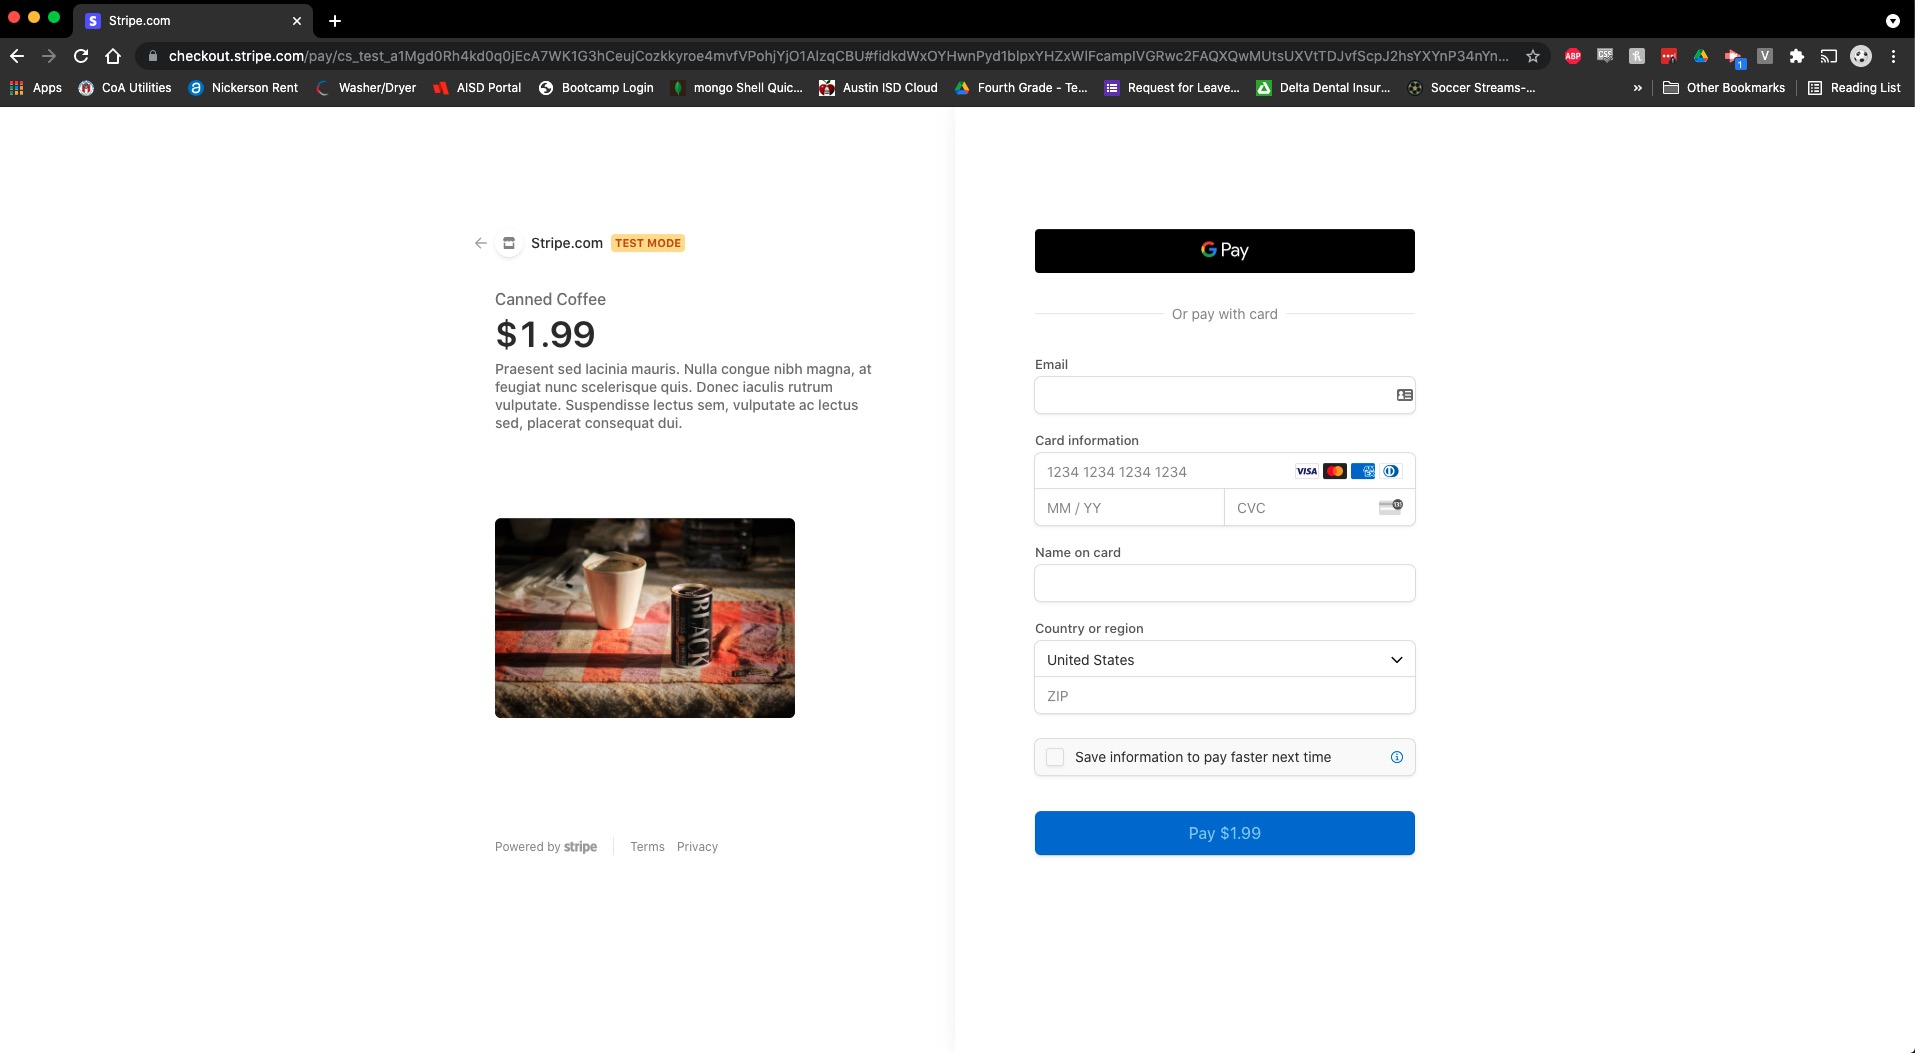 Stripe.com
checkout.stripe.com/pay/cs_test_a1Mgd0Rh4kd0q0jEcA7WK1G3hCeujCozkkyroe4mvfVPohjYjO1AIzqCBU#fidkdWxOYHwnPyd1blpxYHZxWlFcamplVGRwc2FAQXQwMUtsUXVtTDJvfScpJ2hsYXYnP34nYn...
ABP
1
V
Apps
CoA Utilities
Nickerson Rent
Washer/Dryer
AISD Portal
Bootcamp Login
mongo Shell Quic...
Austin ISD Cloud
Fourth Grade - Te...
Request for Leave...
Delta Dental Insur...
Soccer Streams-...
»
Other Bookmarks
Reading List
Stripe.com TEST MODE
Canned Coffee
$1.99
Praesent sed lacinia mauris. Nulla congue nibh magna, at
feugiat nunc scelerisque quis. Donec iaculis rutrum
vulputate. Suspendisse lectus sem, vulputate ac lectus
sed, placerat consequat dui.
BLACK
Powered by stripe
Terms
Privacy
G Pay
Or pay with card
Email
Card information
1234 1234 1234 1234
VISA
MM / YY
CVC
Name on card
Country or region
United States
ZIP
Save information to pay faster next time
Pay $1.99